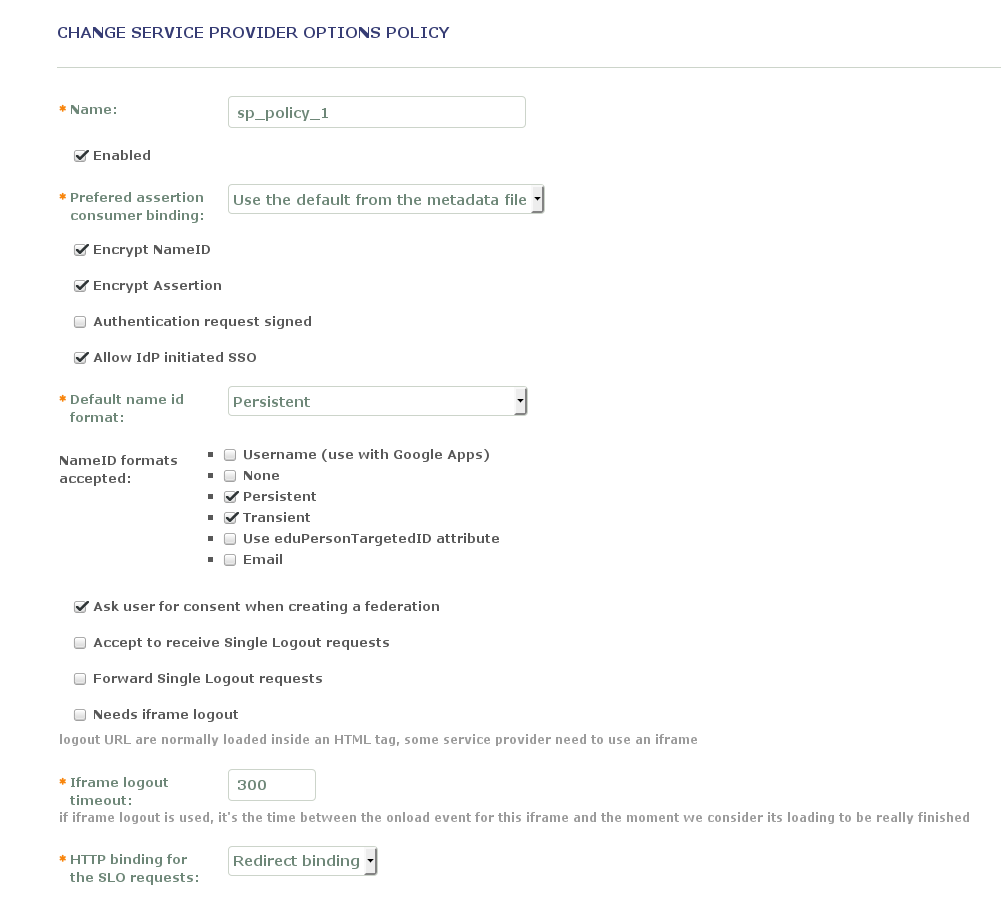 CHANGE SERVICE PROVIDER OPTIONS POLICY
* Name:
sp_policy_1
Enabled
* Prefered assertion
consumer binding:
Use the default from the metadata file
Encrypt NameID
Encrypt Assertion
Authentication request signed
Allow IdP initiated SSO
* Default name id
format:
Persistent
NameID formats
accepted:
Username (use with Google Apps)
None
Persistent
Transient
Use eduPersonTargetedID attribute
Email
Ask user for consent when creating a federation
Accept to receive Single Logout requests
Forward Single Logout requests
Needs iframe logout
logout URL are normally loaded inside an HTML tag, some service provider need to use an iframe
* Iframe logout
timeout:
300
if iframe logout is used, it's the time between the onload event for this iframe and the moment we consider its loading to be really finished
* HTTP binding for
the SLO requests:
Redirect binding